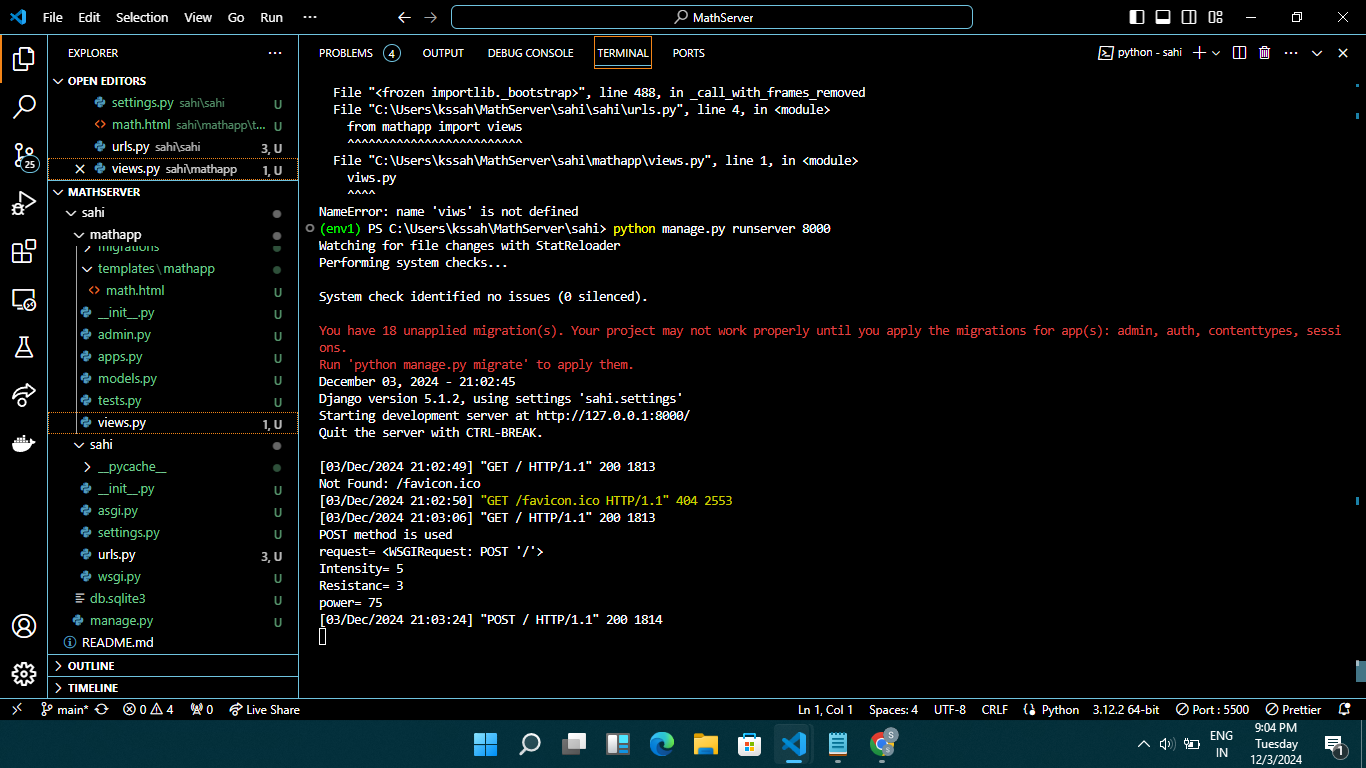 File Edit Selection View Go Run ··· MathServer
EXPLORER ···
OPEN EDITORS
settings.py sahi\sahi U
math.html sahi\mathapp\t... U
urls.py sahi\sahi 3, U
views.py sahi\mathapp 1, U
MATHSERVER
sahi
mathapp
migrations
templates\mathapp
math.html U
__init__.py U
admin.py U
apps.py U
models.py U
tests.py U
views.py 1, U
sahi
__pycache__
__init__.py U
asgi.py U
settings.py U
urls.py 3, U
wsgi.py U
db.sqlite3 U
manage.py U
README.md
OUTLINE
TIMELINE
25
PROBLEMS 4 OUTPUT DEBUG CONSOLE TERMINAL PORTS python - sahi
File "<frozen importlib._bootstrap>", line 488, in _call_with_frames_removed
File "C:\Users\kssah\MathServer\sahi\sahi\urls.py", line 4, in <module>
from mathapp import views
^^^^^^^^^^^^^^^^^^^^^^^^^
File "C:\Users\kssah\MathServer\sahi\mathapp\views.py", line 1, in <module>
viws.py
^^^^
NameError: name 'viws' is not defined
(env1) PS C:\Users\kssah\MathServer\sahi> python manage.py runserver 8000
Watching for file changes with StatReloader
Performing system checks...
System check identified no issues (0 silenced).
You have 18 unapplied migration(s). Your project may not work properly until you apply the migrations for app(s): admin, auth, contenttypes, sessi
ons.
Run 'python manage.py migrate' to apply them.
December 03, 2024 - 21:02:45
Django version 5.1.2, using settings 'sahi.settings'
Starting development server at http://127.0.0.1:8000/
Quit the server with CTRL-BREAK.
[03/Dec/2024 21:02:49] "GET / HTTP/1.1" 200 1813
Not Found: /favicon.ico
[03/Dec/2024 21:02:50] "GET /favicon.ico HTTP/1.1" 404 2553
[03/Dec/2024 21:03:06] "GET / HTTP/1.1" 200 1813
POST method is used
request= <WSGIRequest: POST '/'>
Intensity= 5
Resistanc= 3
power= 75
[03/Dec/2024 21:03:24] "POST / HTTP/1.1" 200 1814
main* 0 4 0 Live Share Ln 1, Col 1 Spaces: 4 UTF-8 CRLF Python 3.12.2 64-bit Port : 5500 Prettier
S
ENG
IN
9:04 PM
Tuesday
12/3/2024
1